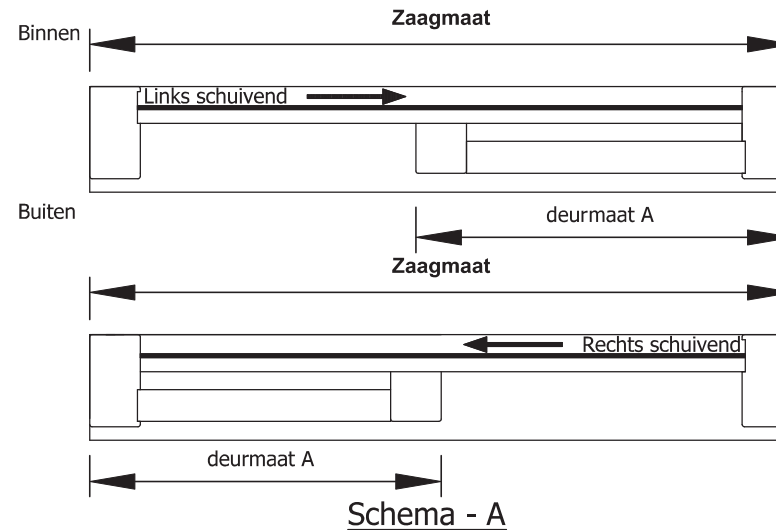 Zaagmaat
Binnen
Links schuivend
Buiten
deurmaat A
Zaagmaat
Rechts schuivend
deurmaat A
Schema - A